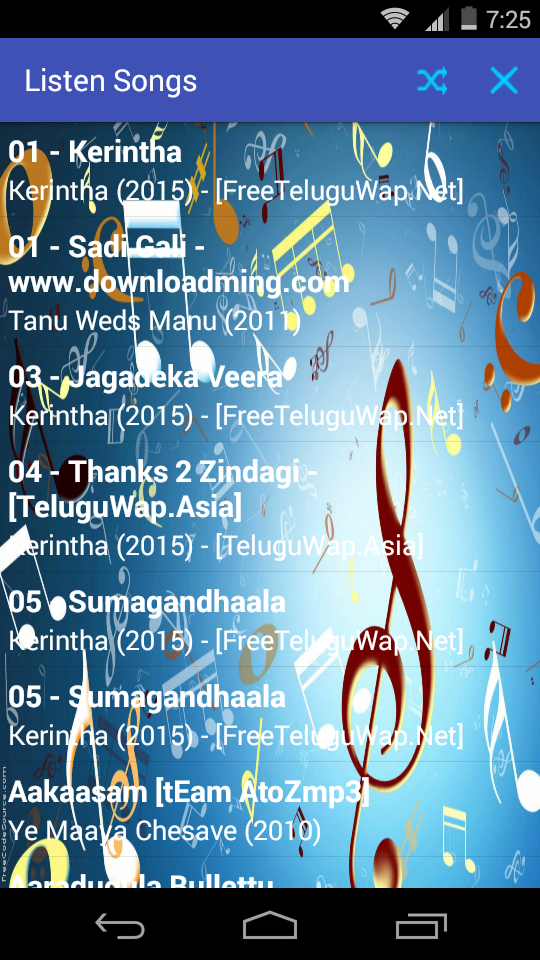 7:25
Listen Songs
01 - Kerintha
Kerintha (2015) - [FreeTeluguWap.Net]
01 - Sadi Gali -
www.downloadming.com
Tanu Weds Manu (2011)
03 - Jagadeka Veera
Kerintha (2015) - [FreeTeluguWap.Net]
04 - Thanks 2 Zindagi -
[TeluguWap.Asia]
Kerintha (2015) - [TeluguWap.Asia]
05 - Sumagandhaala
Kerintha (2015) - [FreeTeluguWap.Net]
05 - Sumagandhaala
Kerintha (2015) - [FreeTeluguWap.Net]
Aakaasam [tEam AtoZmp3]
Ye Maaya Chesave (2010)
Aaradugula Bullettu
FreeCodeSource.com